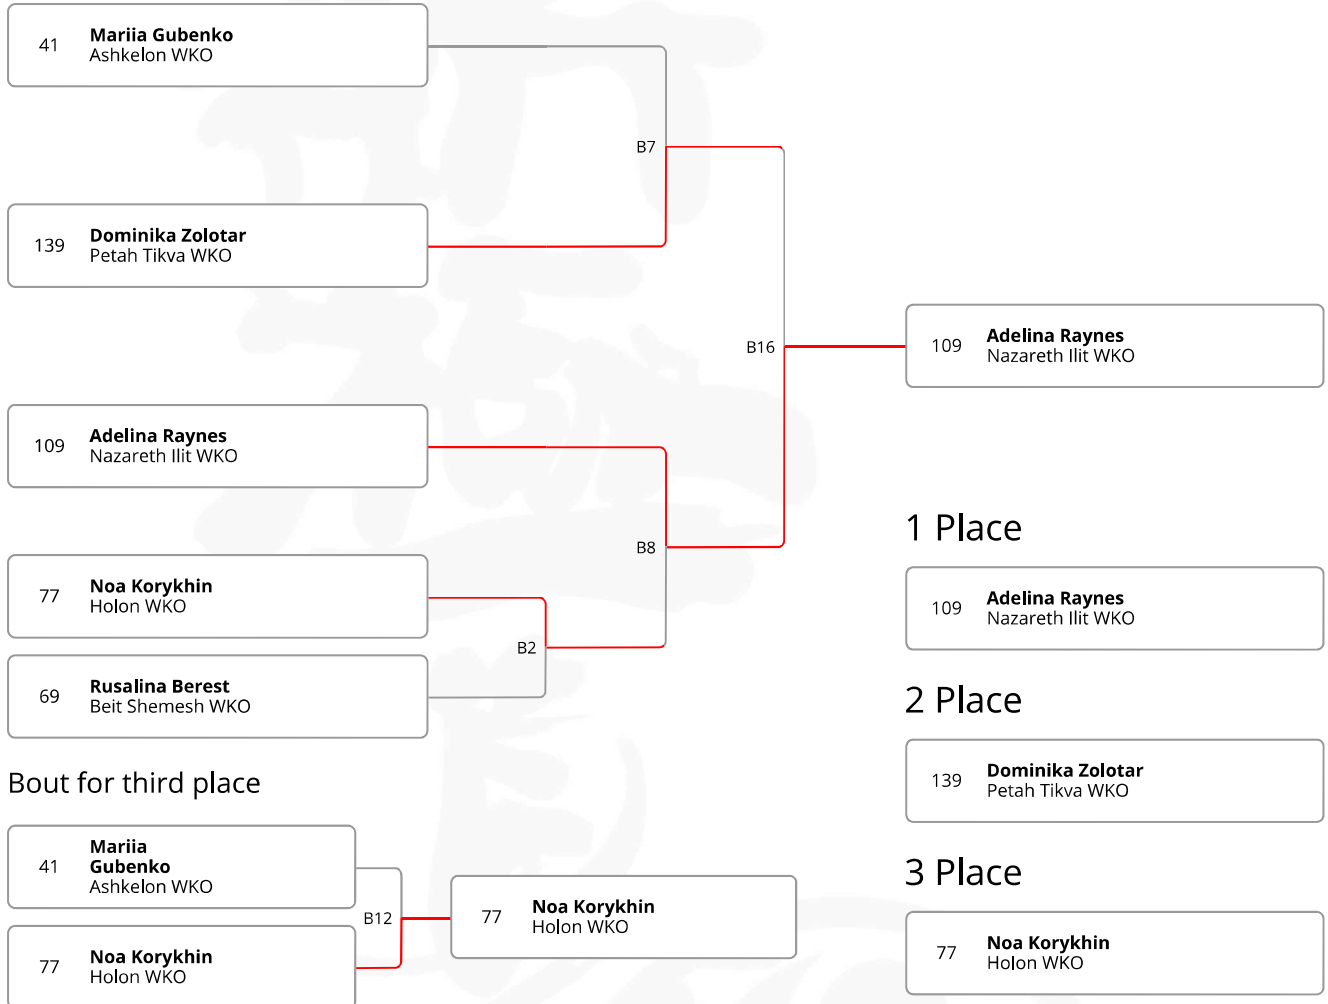 41
Mariia Gubenko
Ashkelon WKO
B7
139
Dominika Zolotar
Petah Tikva WKO
B16
109
Adelina Raynes
Nazareth Ilit WKO
109
Adelina Raynes
Nazareth Ilit WKO
B8
77
Noa Korykhin
Holon WKO
B2
69
Rusalina Berest
Beit Shemesh WKO
Bout for third place
41
Mariia
Gubenko
Ashkelon WKO
B12
77
Noa Korykhin
Holon WKO
77
Noa Korykhin
Holon WKO
1 Place
109
Adelina Raynes
Nazareth Ilit WKO
2 Place
139
Dominika Zolotar
Petah Tikva WKO
3 Place
77
Noa Korykhin
Holon WKO